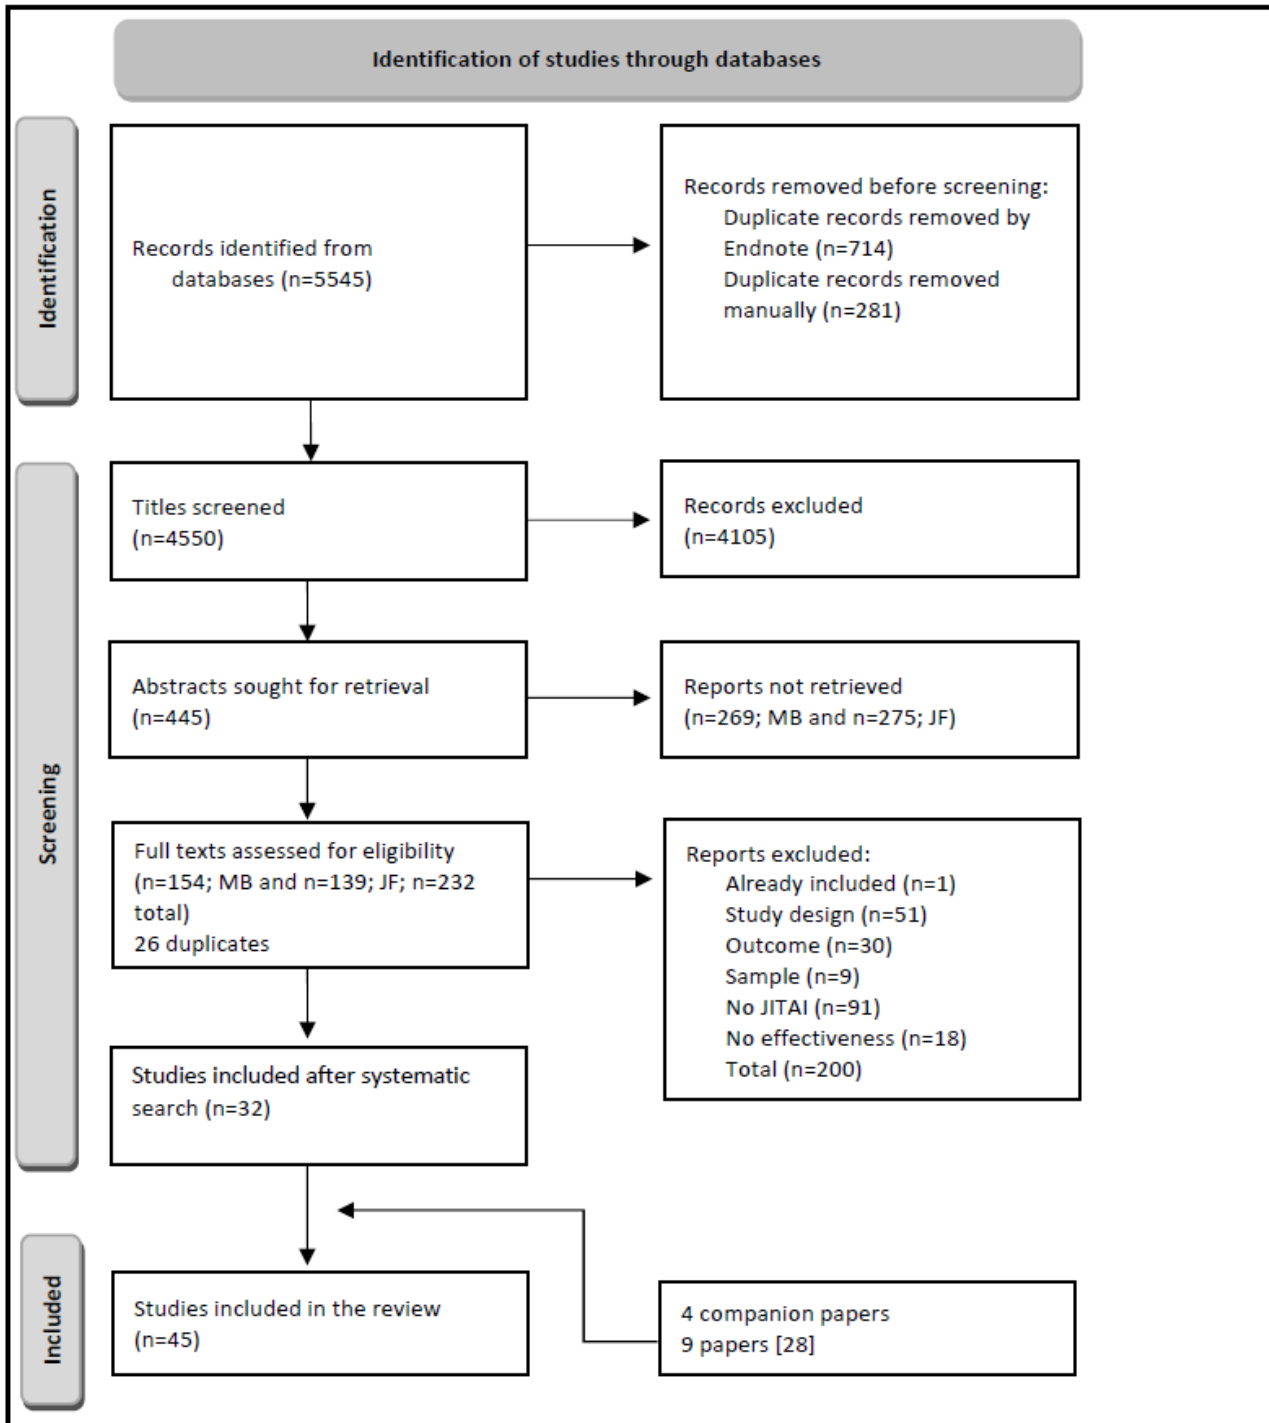 Identification of studies through databases
Identification
Records identified from
databases (n=5545)
Records removed before screening:
Duplicate records removed by
Endnote (n=714)
Duplicate records removed
manually (n=281)
Screening
Titles screened
(n=4550)
Records excluded
(n=4105)
Abstracts sought for retrieval
(n=445)
Reports not retrieved
(n=269; MB and n=275; JF)
Full texts assessed for eligibility
(n=154; MB and n=139; JF; n=232
total)
26 duplicates
Reports excluded:
Already included (n=1)
Study design (n=51)
Outcome (n=30)
Sample (n=9)
No JITAI (n=91)
No effectiveness (n=18)
Total (n=200)
Studies included after systematic
search (n=32)
Included
Studies included in the review
(n=45)
4 companion papers
9 papers [28]